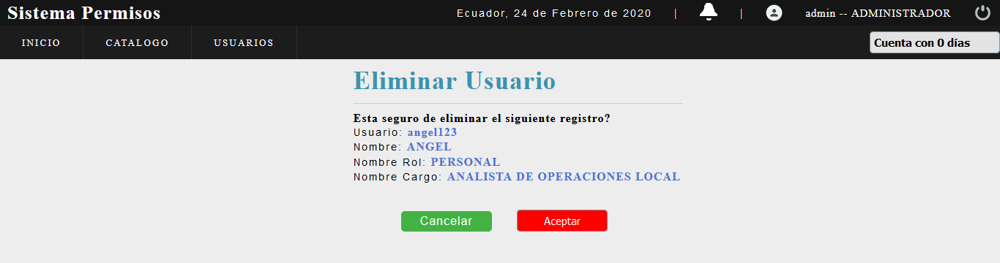 Sistema Permisos
Ecuador, 24 de Febrero de 2020 | | admin -- ADMINISTRADOR
INICIO CATALOGO USUARIOS
Cuenta con 0 días
Eliminar Usuario
Esta seguro de eliminar el siguiente registro?
Usuario: angel123
Nombre: ANGEL
Nombre Rol: PERSONAL
Nombre Cargo: ANALISTA DE OPERACIONES LOCAL
Cancelar Aceptar